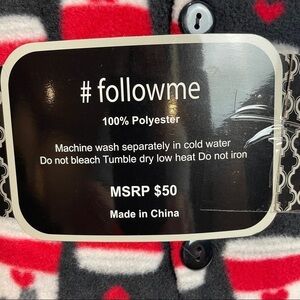 # followme
100% Polyester
Machine wash separately in cold water
Do not bleach Tumble dry low heat Do not iron
MSRP $50
Made in China